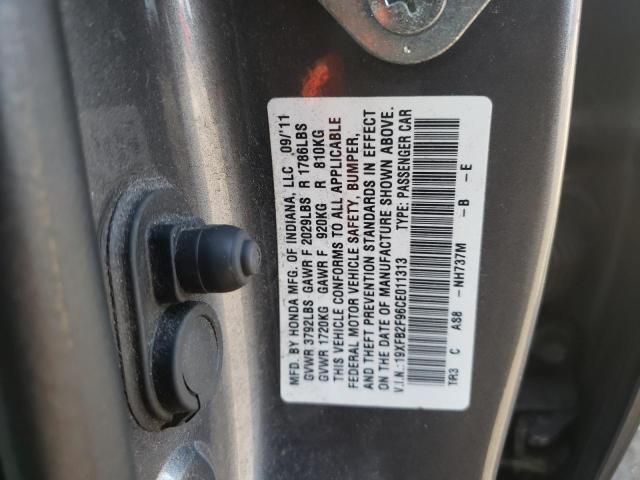 MFD. BY HONDA MFG. OF INDIANA, LLC 09/'11
GVWR 3792LBS GAWR F 2029LBS R 1786LBS
GVWR 1720KG GAWR F 920KG R 810KG
THIS VEHICLE CONFORMS TO ALL APPLICABLE
FEDERAL MOTOR VEHICLE SAFETY, BUMPER,
AND THEFT PREVENTION STANDARDS IN EFFECT
ON THE DATE OF MANUFACTURE SHOWN ABOVE.
V.I.N.: 19XFB2F96CE011313 TYPE: PASSENGER CAR
TR3 C AS8 -NH737M -B -E